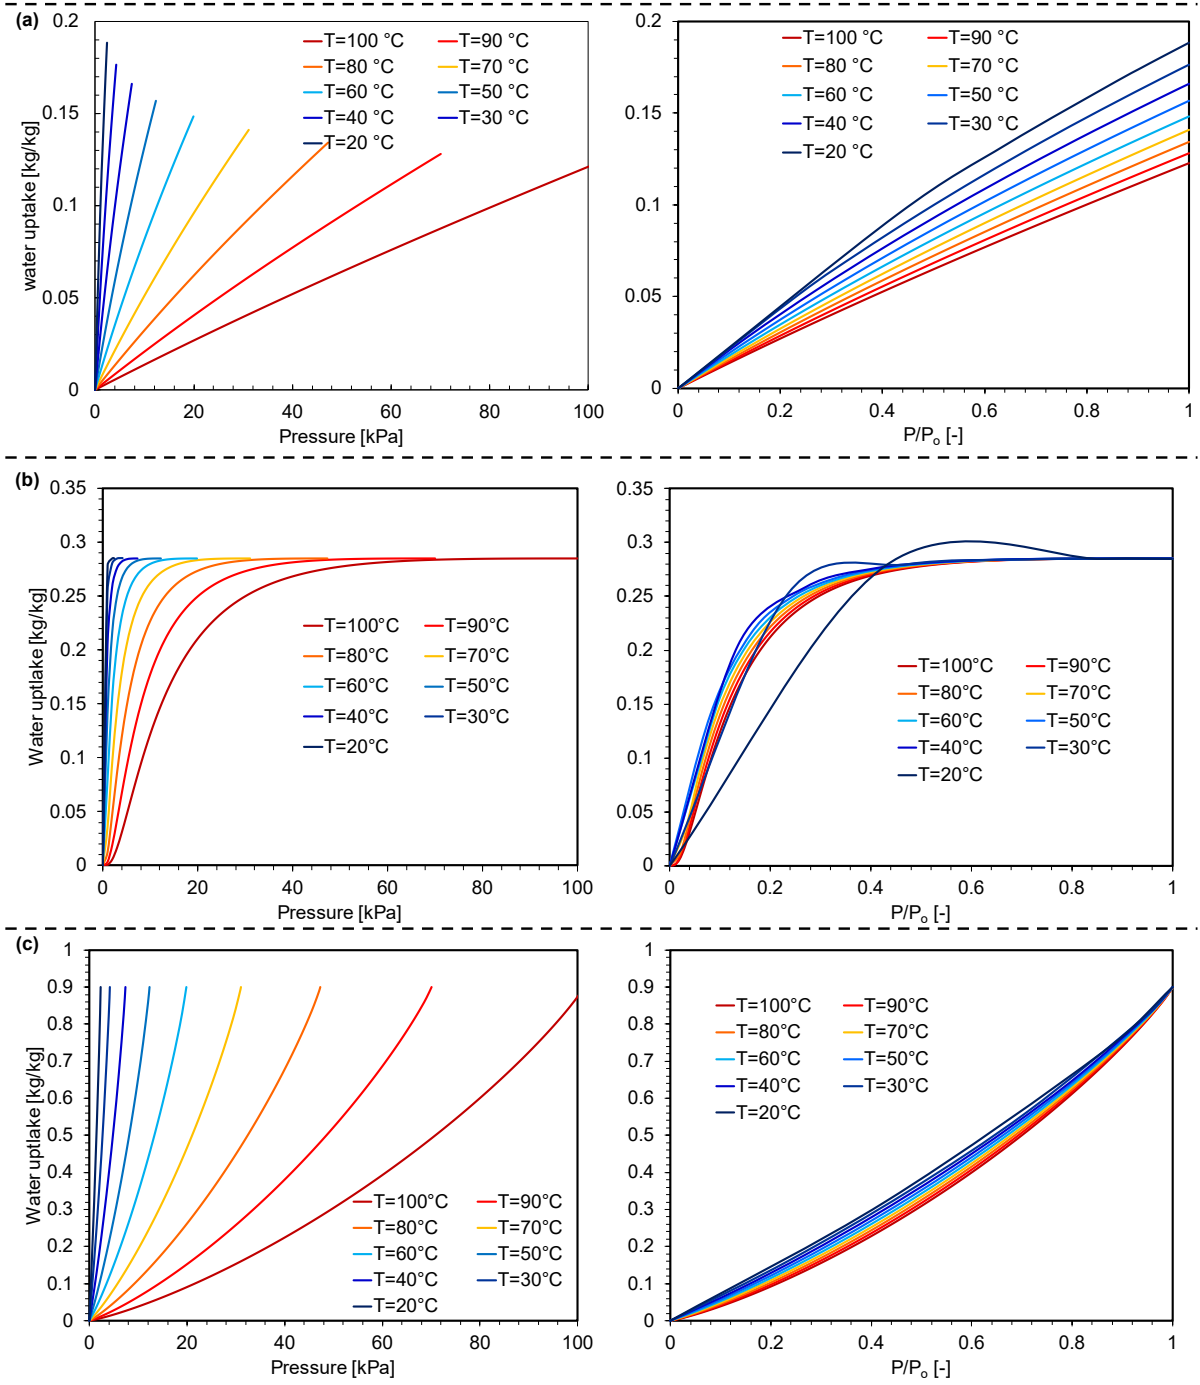 (a)
0.2
0.15
0.1
0.05
0
water uptake [kg/kg]
T=100 °C T=90 °C
T=80 °C T=70 °C
T=60 °C T=50 °C
T=40 °C T=30 °C
T=20 °C
0 20 40 60 80 100
Pressure [kPa]
0.2
0.15
0.1
0.05
0
T=100 °C T=90 °C
T=80 °C T=70 °C
T=60 °C T=50 °C
T=40 °C T=30 °C
T=20 °C
0 0.2 0.4 0.6 0.8 1
P/Po [-]
(b)
0.35
0.3
0.25
0.2
0.15
0.1
0.05
0
Water uptlake [kg/kg]
T=100°C T=90°C
T=80°C T=70°C
T=60°C T=50°C
T=40°C T=30°C
T=20°C
0 20 40 60 80 100
Pressure [kPa]
0.35
0.3
0.25
0.2
0.15
0.1
0.05
0
T=100°C T=90°C
T=80°C T=70°C
T=60°C T=50°C
T=40°C T=30°C
T=20°C
0 0.2 0.4 0.6 0.8 1
P/Po [-]
(c)
1
0.9
0.8
0.7
0.6
0.5
0.4
0.3
0.2
0.1
0
Water uptlake [kg/kg]
T=100°C T=90°C
T=80°C T=70°C
T=60°C T=50°C
T=40°C T=30°C
T=20°C
0 20 40 60 80 100
Pressure [kPa]
1
0.9
0.8
0.7
0.6
0.5
0.4
0.3
0.2
0.1
0
T=100°C T=90°C
T=80°C T=70°C
T=60°C T=50°C
T=40°C T=30°C
T=20°C
0 0.2 0.4 0.6 0.8 1
P/Po [-]